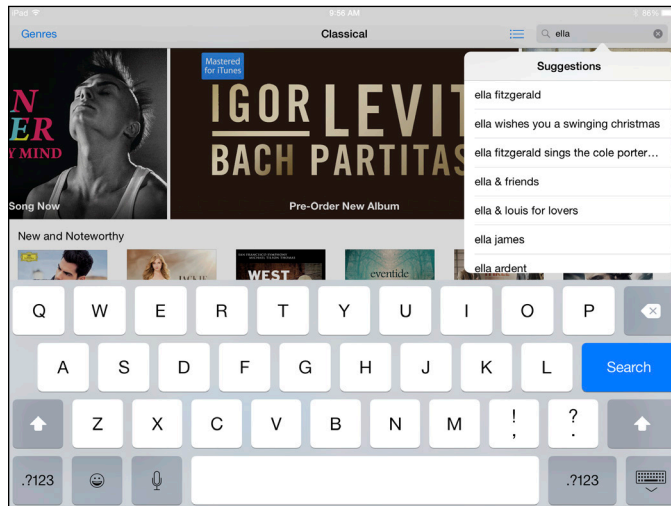 iPad 9:56 AM 86%
Genres Classical ella
Suggestions
ella fitzgerald
ella wishes you a swinging christmas
ella fitzgerald sings the cole porter…
ella & friends
ella & louis for lovers
ella james
ella ardent
Mastered
for iTunes
IGOR LEVIT
BACH PARTITAS
N
ER
Y MIND
Song Now
Pre-Order New Album
New and Noteworthy
WEST
eventide
Q W E R T Y U I O P
A S D F G H J K L Search
Z X C V B N M ! , ? .
.?123 .?123